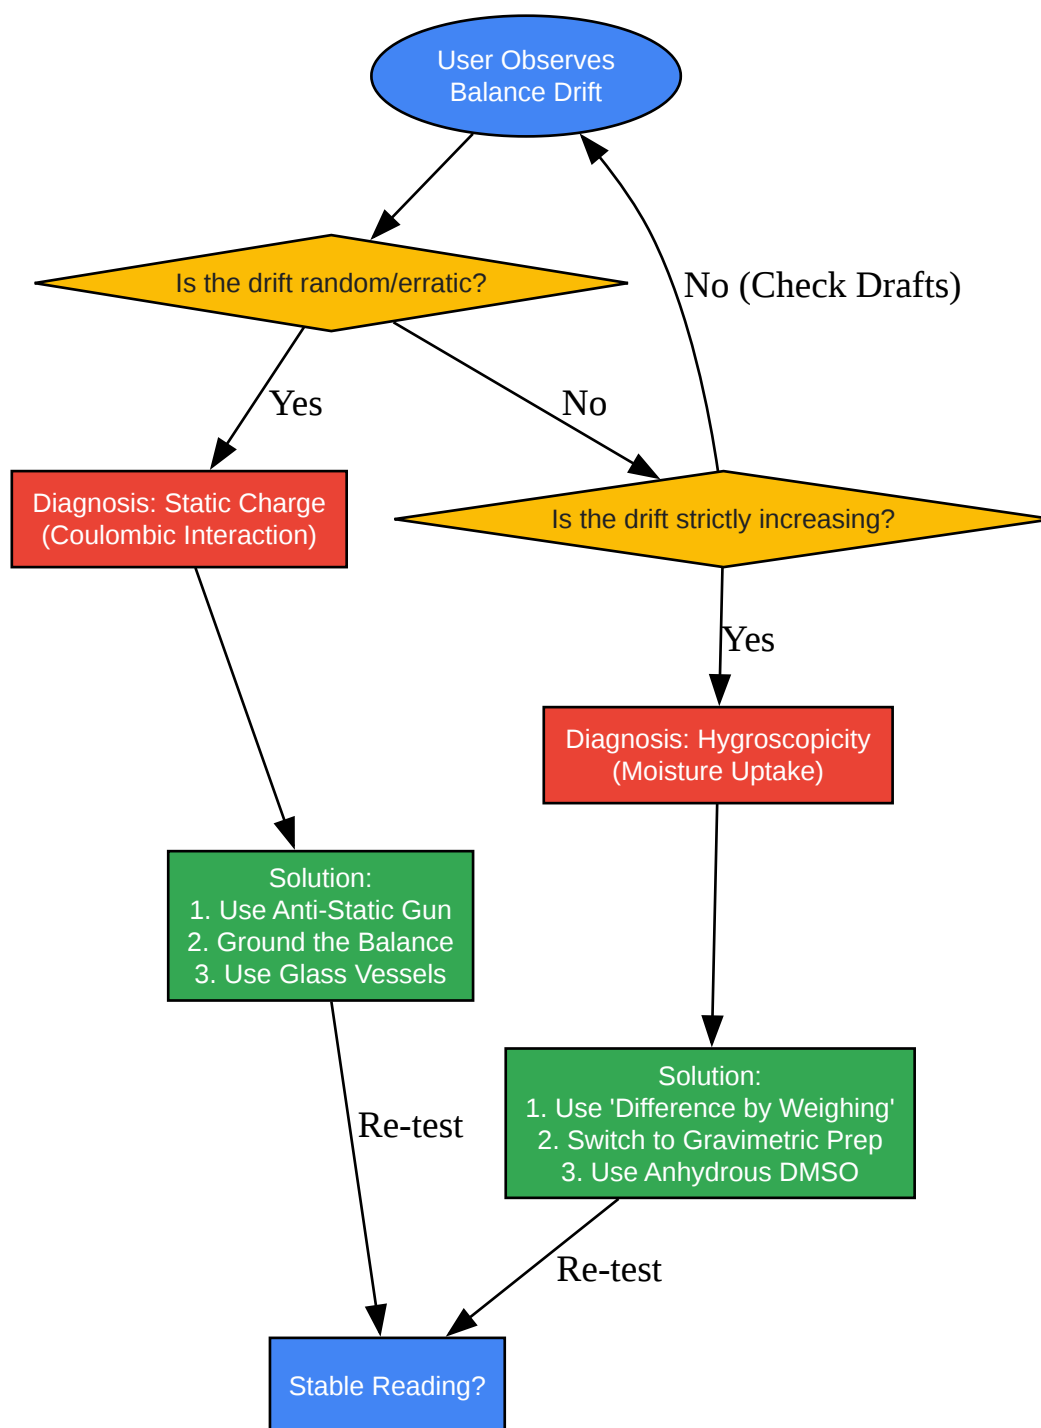 User Observes
Balance Drift
Is the drift random/erratic?
No (Check Drafts)
Yes
No
Diagnosis: Static Charge
(Coulombic Interaction)
Is the drift strictly increasing?
Yes
Diagnosis: Hygroscopicity
(Moisture Uptake)
Solution:
1. Use Anti-Static Gun
2. Ground the Balance
3. Use Glass Vessels
Solution:
1. Use 'Difference by Weighing'
2. Switch to Gravimetric Prep
3. Use Anhydrous DMSO
Re-test
Re-test
Stable Reading?